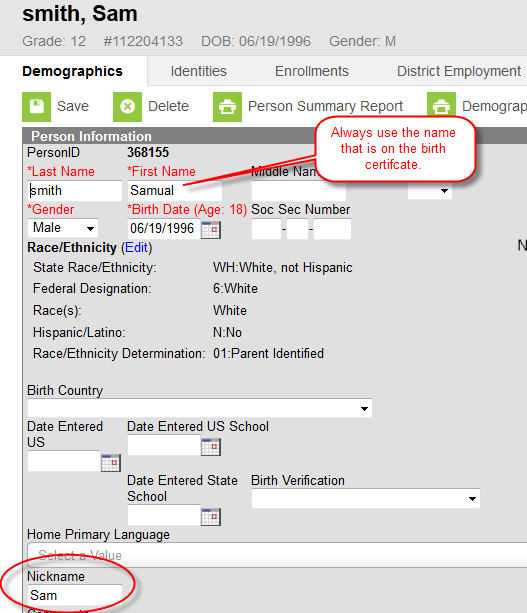 smith, Sam
Grade: 12 #112204133 DOB: 06/19/1996 Gender: M
Demographics Identities Enrollments District Employment
Save Delete Person Summary Report Demograp
Person Information
PersonID 368155
Always use the name
that is on the birth
certifcate.
*Last Name *First Name Middle Nam
smith Samual
*Gender *Birth Date (Age: 18) Soc Sec Number
Male 06/19/1996 - -
Race/Ethnicity (Edit) N
State Race/Ethnicity: WH:White, not Hispanic
Federal Designation: 6:White
Race(s): White
Hispanic/Latino: N:No
Race/Ethnicity Determination: 01:Parent Identified
Birth Country
Date Entered US Date Entered US School
Date Entered State School Birth Verification
Home Primary Language
Select a Value
Nickname
Sam